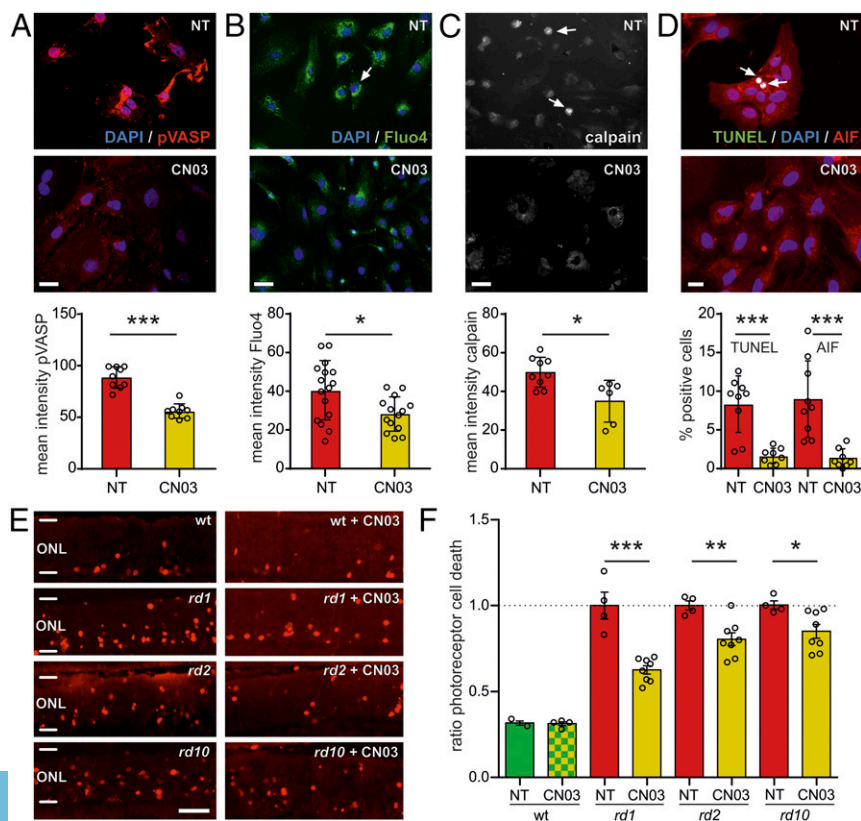 A
NT
DAPI / pVASP
CN03
B
NT
DAPI / Fluo4
CN03
C
NT
calpain
CN03
D
NT
TUNEL / DAPI / AIF
CN03
mean intensity pVASP
150
100
50
0
***
NT CN03
mean intensity Fluo4
80
60
40
20
0
*
NT CN03
mean intensity calpain
80
60
40
20
0
*
NT CN03
% positive cells
20
15
10
5
0
*** ***
TUNEL AIF
NT CN03 NT CN03
E
ONL wt
wt + CN03
rd1
ONL
rd1 + CN03
rd2
ONL
rd2 + CN03
rd10
ONL
rd10 + CN03
F
ratio photoreceptor cell death
1.5
1.0
0.5
0.0
*** ** *
NT CN03 NT CN03 NT CN03 NT CN03
wt rd1 rd2 rd10